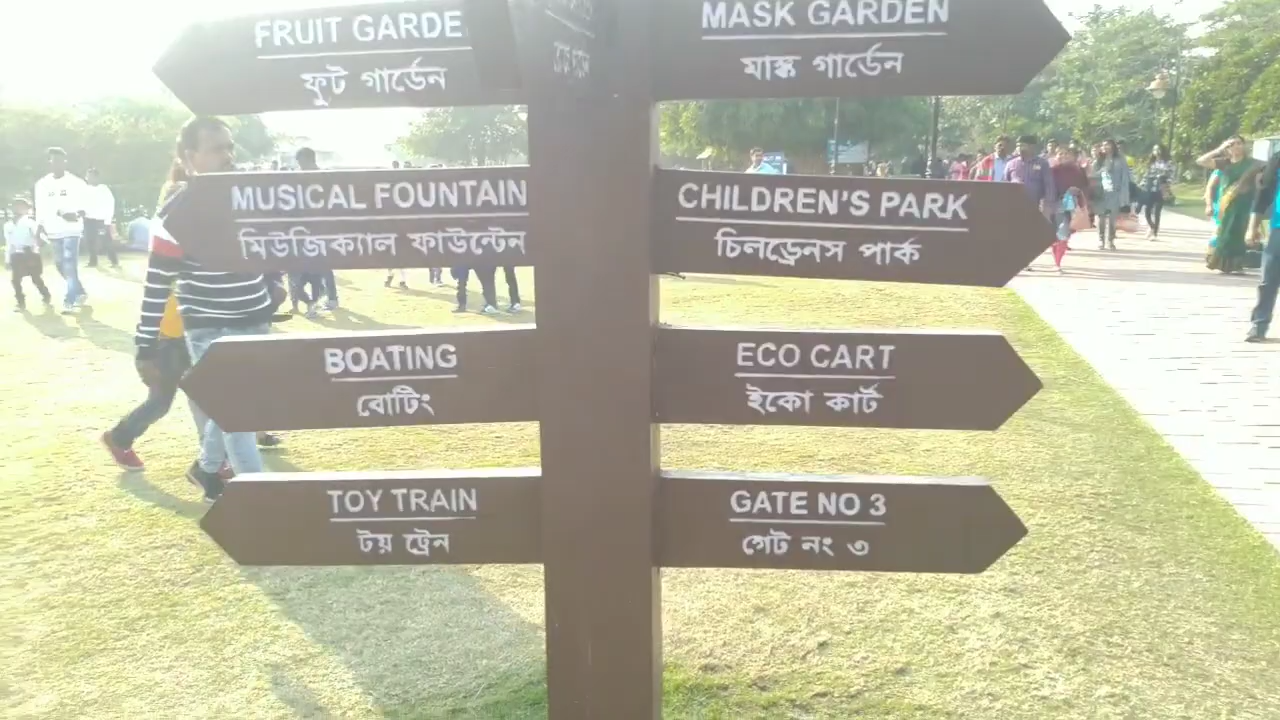 FRUIT GARDE
ফ্রুট গার্ডেন
MASK GARDEN
মাস্ক গার্ডেন
MUSICAL FOUNTAIN
মিউজিক্যাল ফাউন্টেন
CHILDREN'S PARK
চিলড্রেনস পার্ক
BOATING
বোটিং
ECO CART
ইকো কার্ট
TOY TRAIN
টয় ট্রেন
GATE NO 3
গেট নং ৩